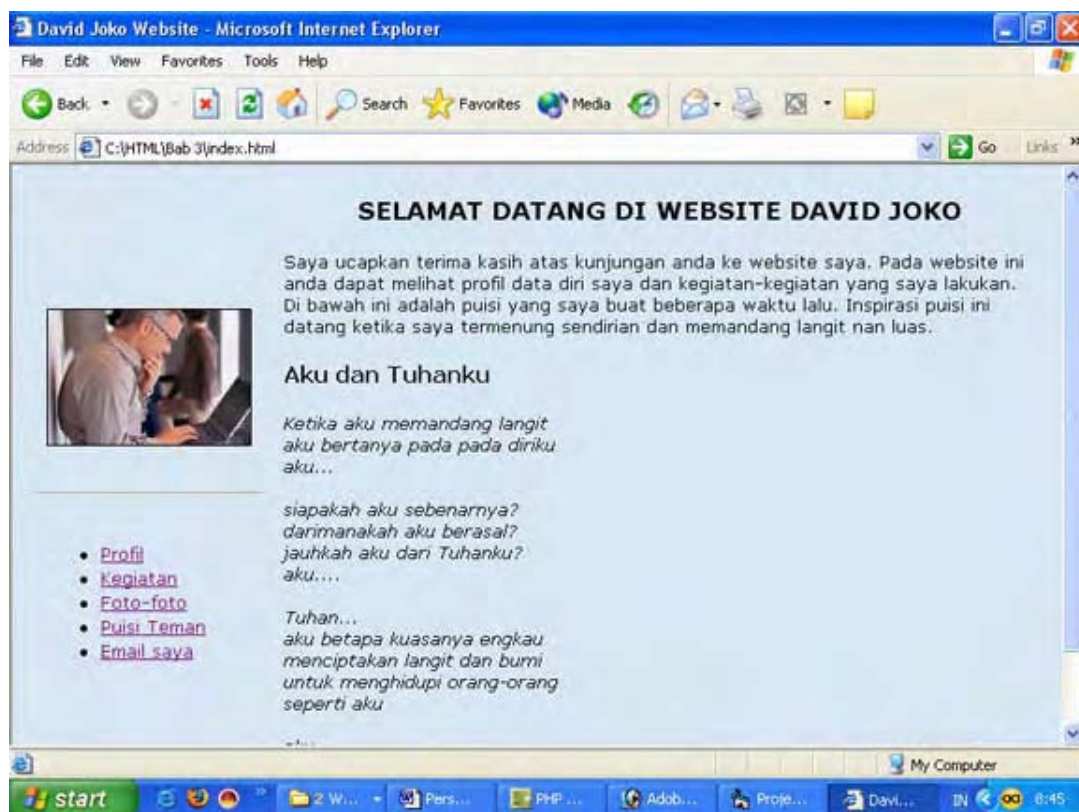 David Joko Website - Microsoft Internet Explorer
File Edit View Favorites Tools Help
Back Search Favorites Media
Address C:\HTML\Bab 3\index.html Go Links »
SELAMAT DATANG DI WEBSITE DAVID JOKO
Saya ucapkan terima kasih atas kunjungan anda ke website saya. Pada website ini
anda dapat melihat profil data diri saya dan kegiatan-kegiatan yang saya lakukan.
Di bawah ini adalah puisi yang saya buat beberapa waktu lalu. Inspirasi puisi ini
datang ketika saya termenung sendirian dan memandang langit nan luas.
Aku dan Tuhanku
Ketika aku memandang langit
aku bertanya pada pada diriku
aku...
siapakah aku sebenarnya?
darimanakah aku berasal?
jauhkah aku dari Tuhanku?
aku....
Tuhan...
aku betapa kuasanya engkau
menciptakan langit dan bumi
untuk menghidupi orang-orang
seperti aku
Profil
Kegiatan
Foto-foto
Puisi Teman
Email saya
My Computer
start » 2 W... Pers... PHP ... Adob... Proje... Davi... IN 8:45